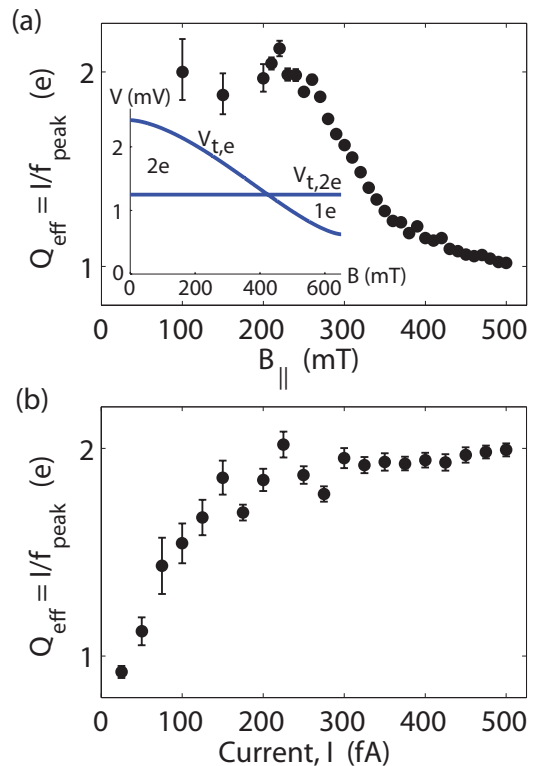 (a)
2
1
Q_eff = I/f_peak (e)
V (mV)
2
1
0
V_t,e
2e
V_t,2e
1e
0 200 400 600
B (mT)
0 100 200 300 400 500
B_|| (mT)
(b)
2
1
Q_eff = I/f_peak (e)
0 100 200 300 400 500
Current, I (fA)